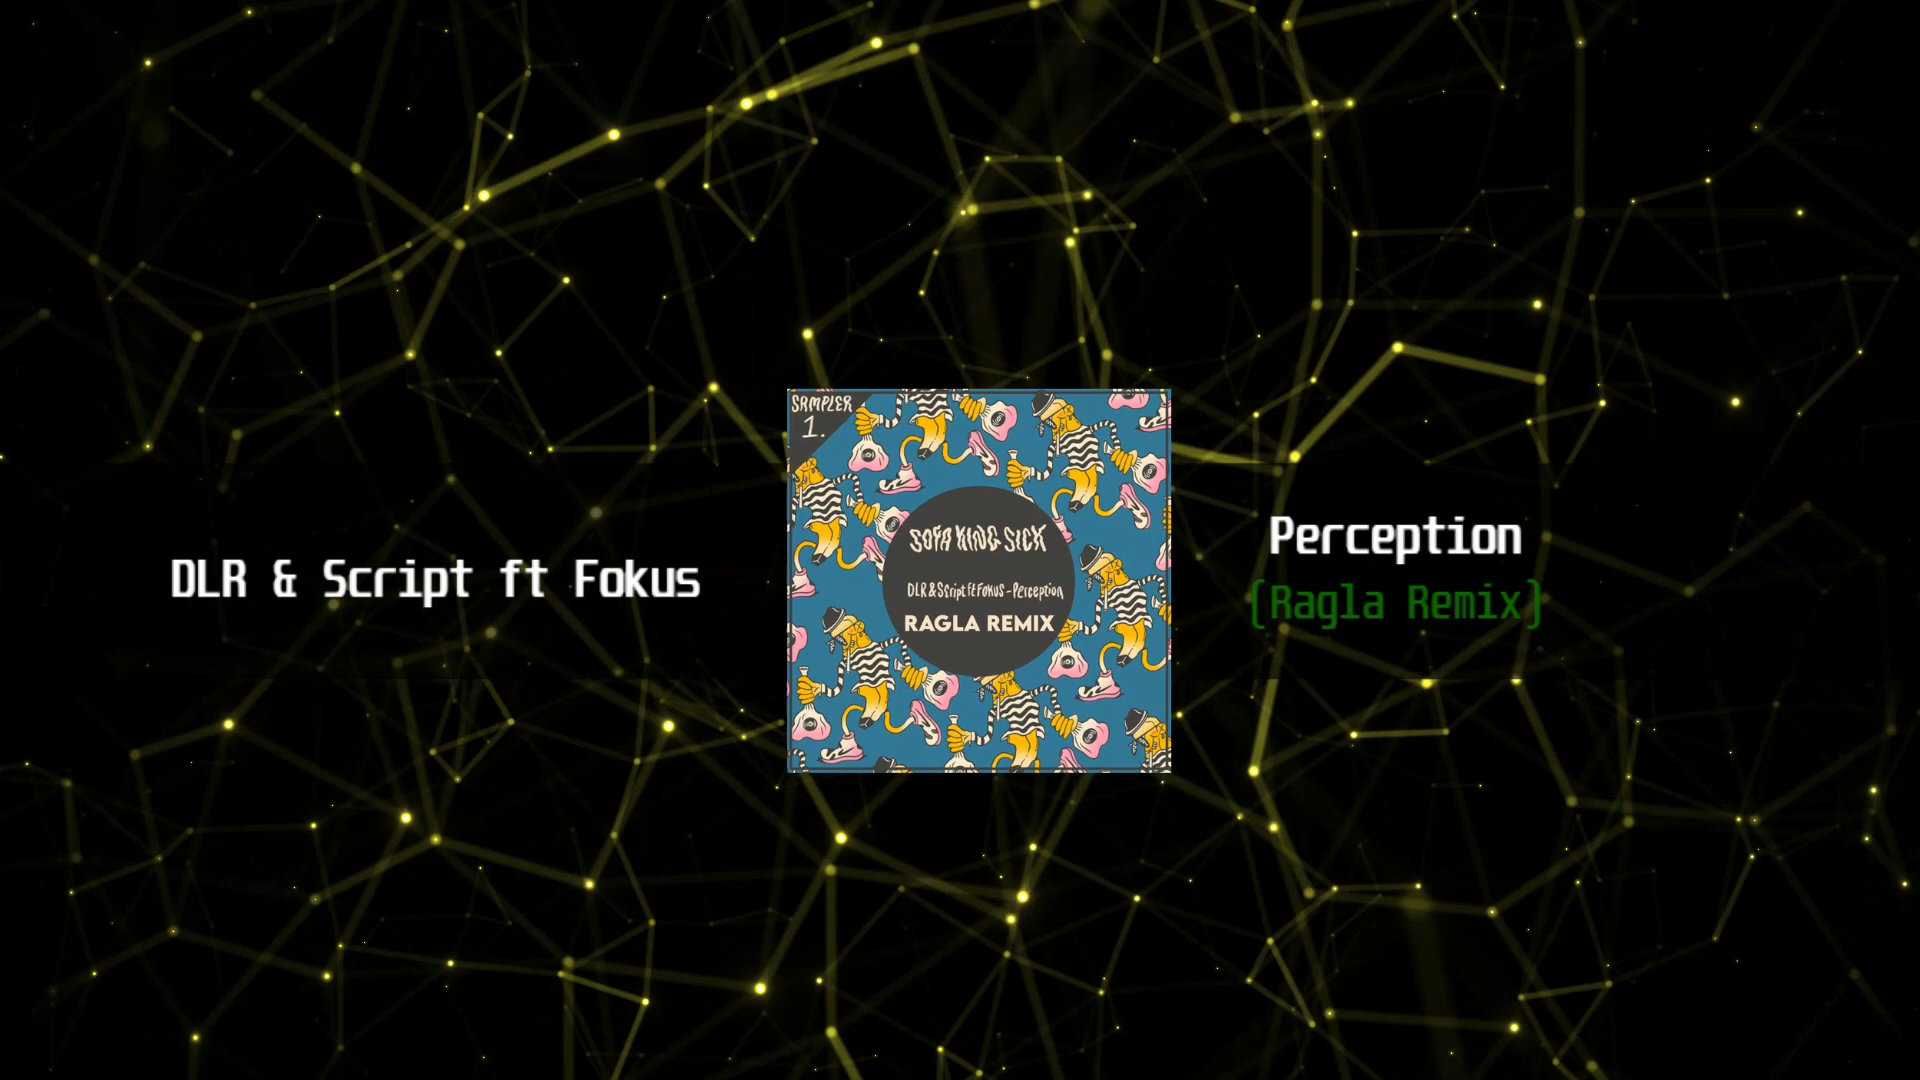 DLR & Script ft Fokus
SAMPLER
1.
SOFA KING SICK
DLR & Script ft Fokus - Perception
RAGLA REMIX
Perception
(Ragla Remix)